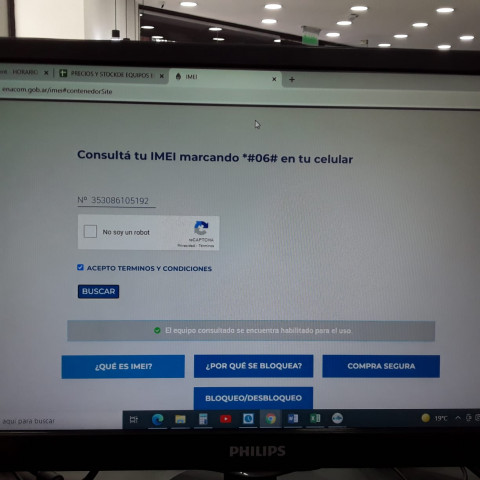 HORARIO
PRECIOS Y STOCKDE EQUIPOS
IMEI
enacom.gob.ar/imei#contenedorSite
Consultá tu IMEI marcando *#06# en tu celular
Nº 353086105192
No soy un robot
reCAPTCHA
Privacidad - Términos
ACEPTO TERMINOS Y CONDICIONES
BUSCAR
El equipo consultado se encuentra habilitado para el uso
¿QUÉ ES IMEI?
¿POR QUÉ SE BLOQUEA?
COMPRA SEGURA
BLOQUEO/DESBLOQUEO
aquí para buscar
19°C
PHILIPS